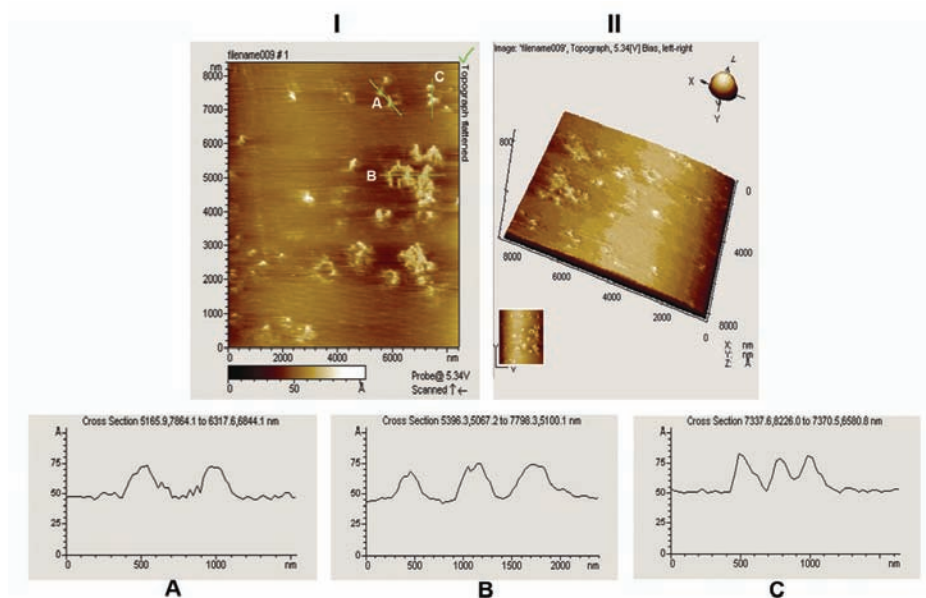 I
II
filename009 # 1
Image: 'filename009', Topograph, 5.34[V] Bias, left-right
nm
8000
7000
6000
5000
4000
3000
2000
1000
0
A
B
C
Topograph flattened
0 2000 4000 6000 nm
0 50 Å
Probe@ 5.34V
Scanned ↑←
X
Y
800
0
4000
8000
8000
6000
4000
2000
0
nm
nm
Å
Cross Section 5165.9,7864.1 to 6317.6,6844.1 nm
Å
75
50
25
0
0 500 1000 nm
A
Cross Section 5396.3,5067.2 to 7798.3,5100.1 nm
Å
75
50
25
0
0 500 1000 1500 2000 nm
B
Cross Section 7337.6,8226.0 to 7370.5,6580.8 nm
Å
75
50
25
0
0 500 1000 1500 nm
C